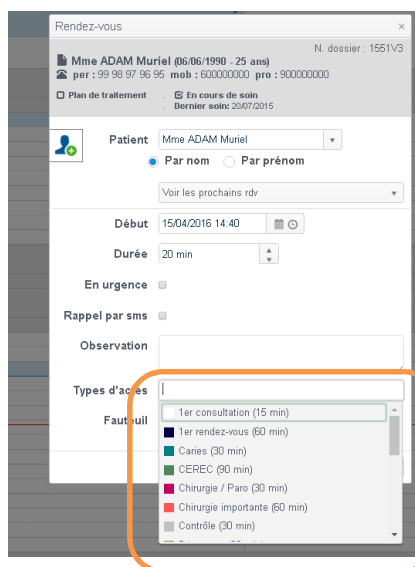 Rendez-vous ×
N. dossier : 1551V3
Mme ADAM Muriel (06/06/1990 - 25 ans)
per : 99 98 97 96 95 mob : 600000000 pro : 900000000
Plan de traitement . En cours de soin
. Dernier soin: 20/07/2015
Patient Mme ADAM Muriel
Par nom Par prénom
Voir les prochains rdv
Début 15/04/2016 14:40
Durée 20 min
En urgence
Rappel par sms
Observation
Types d'actes
Fauteuil
1er consultation (15 min)
1er rendez-vous (60 min)
Caries (30 min)
CEREC (90 min)
Chirurgie / Paro (30 min)
Chirurgie importante (60 min)
Contrôle (30 min)